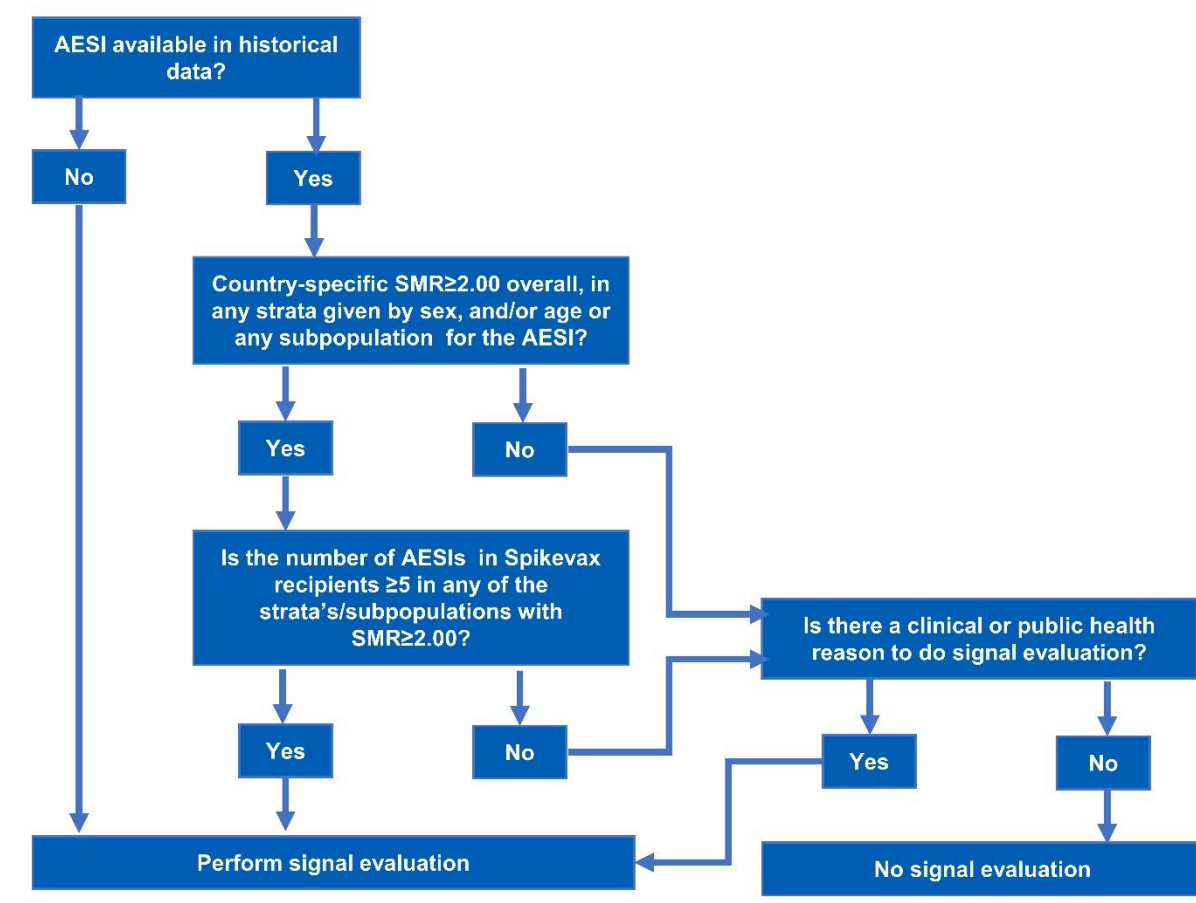 AESI available in historical
data?
No
Yes
Country-specific SMR≥2.00 overall, in
any strata given by sex, and/or age or
any subpopulation for the AESI?
Yes
No
Is the number of AESIs in Spikevax
recipients ≥5 in any of the
strata’s/subpopulations with
SMR≥2.00?
Is there a clinical or public health
reason to do signal evaluation?
Yes
No
Yes
No
Perform signal evaluation
No signal evaluation